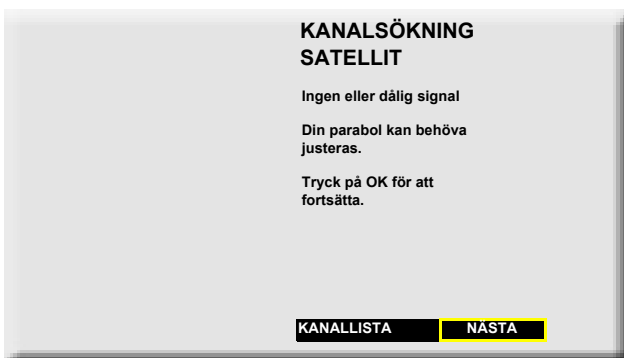 KANALSÖKNING
SATELLIT
Ingen eller dålig signal
Din parabol kan behöva
justeras.
Tryck på OK för att
fortsätta.
KANALLISTA NÄSTA